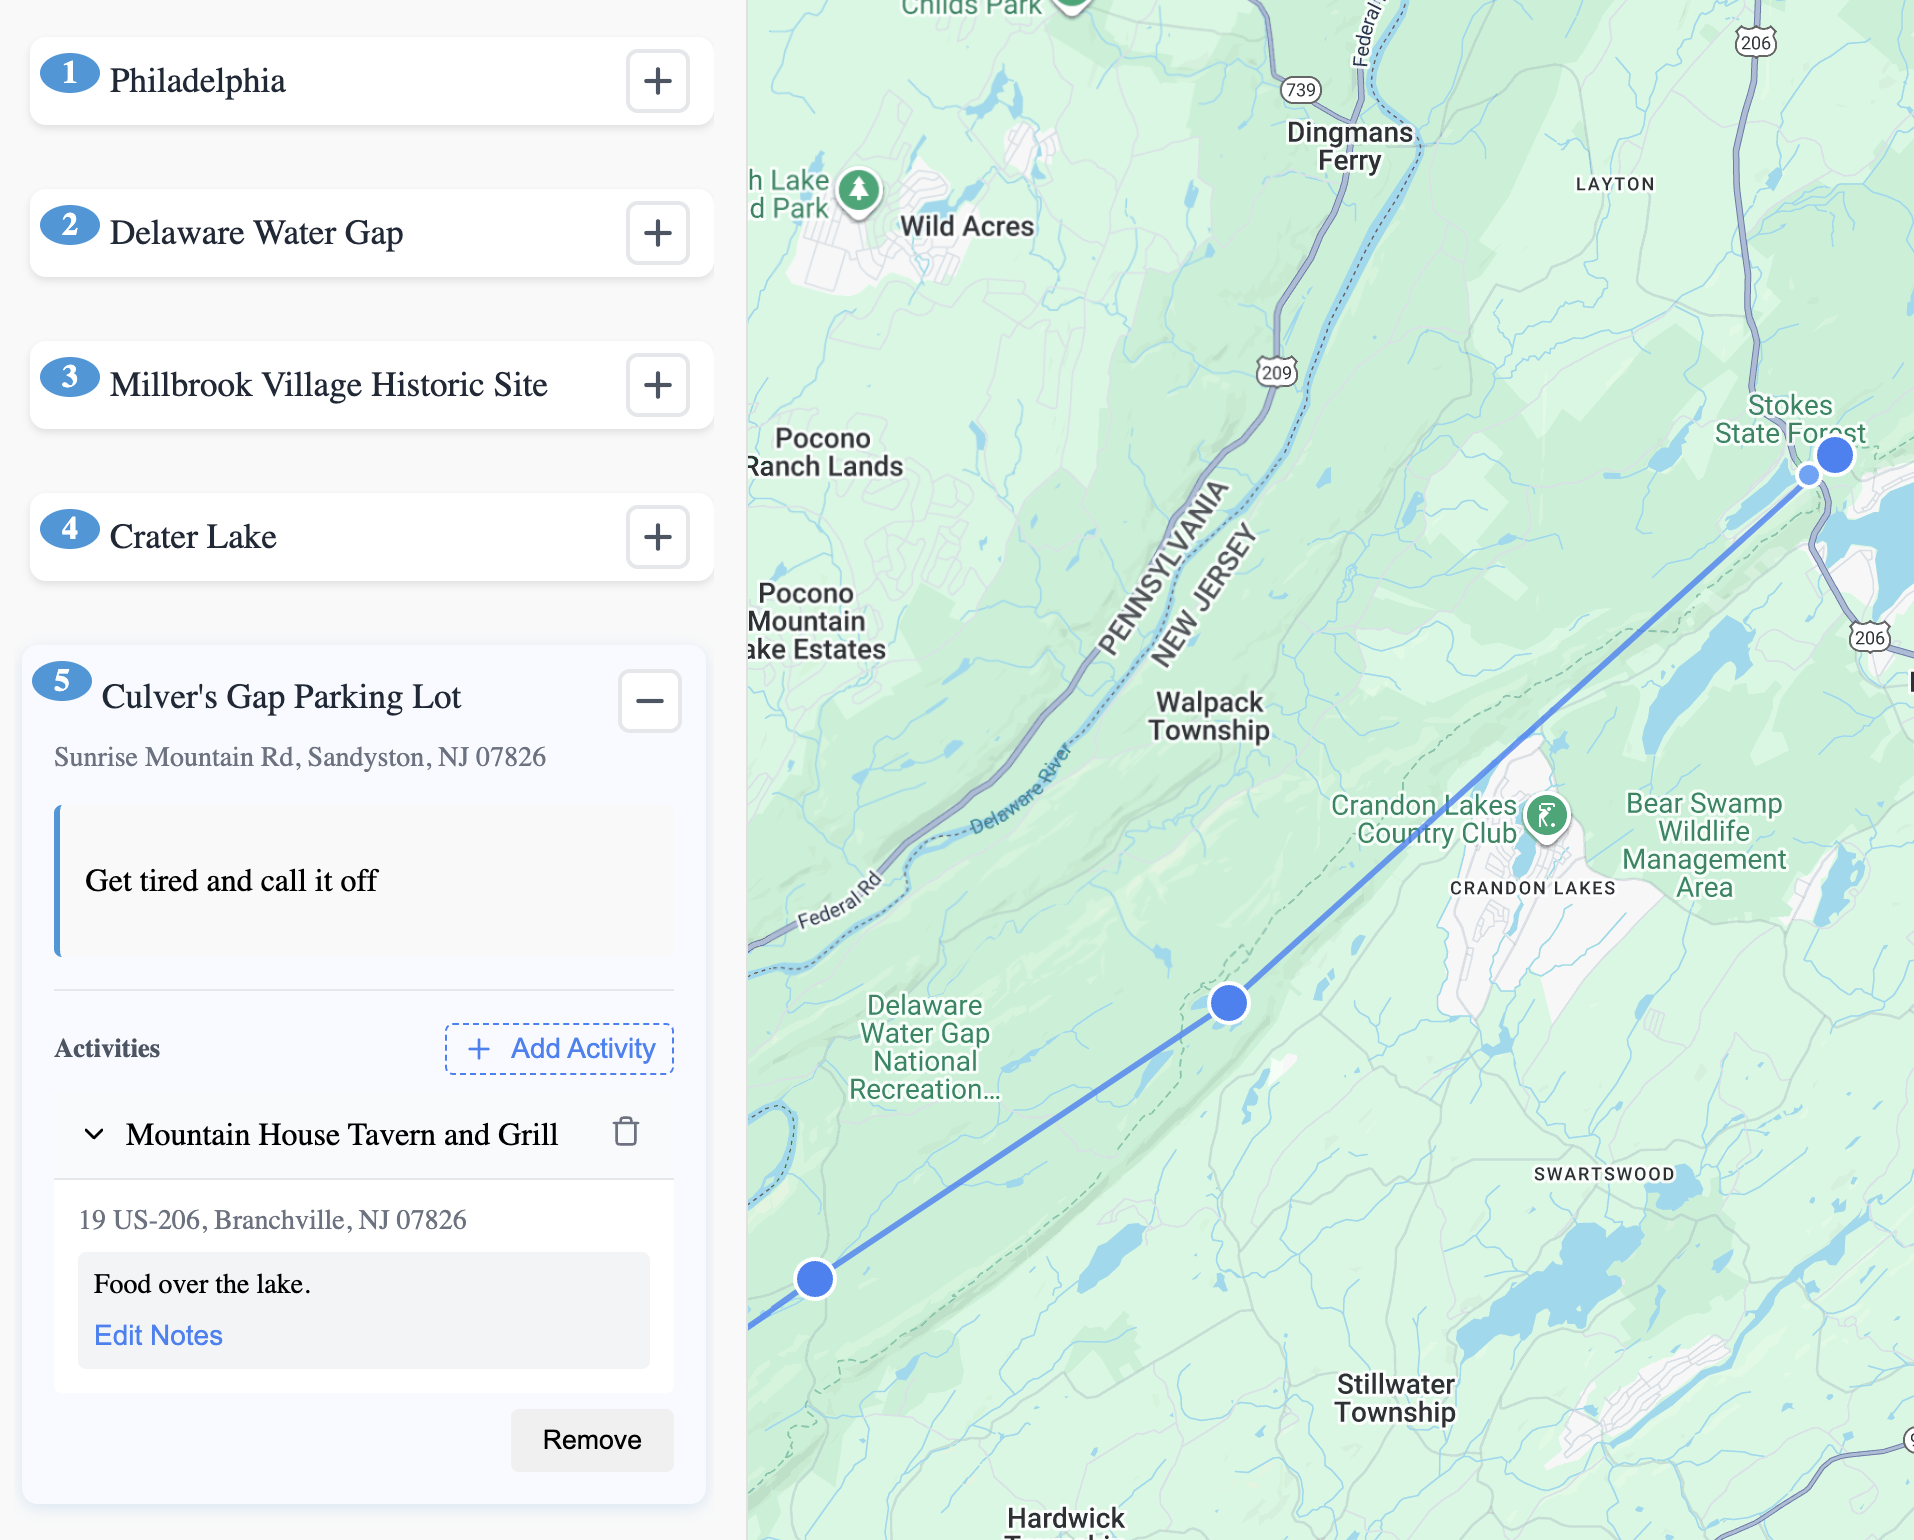 1
Philadelphia
2
Delaware Water Gap
3
Millbrook Village Historic Site
4
Crater Lake
5
Culver's Gap Parking Lot
Sunrise Mountain Rd, Sandyston, NJ 07826
Get tired and call it off
Activities
+ Add Activity
Mountain House Tavern and Grill
19 US-206, Branchville, NJ 07826
Food over the lake.
Edit Notes
Remove
Childs Park
Federal
206
739
Dingmans
Ferry
LAYTON
h Lake
d Park
Wild Acres
209
Stokes
State Forest
Pocono
Ranch Lands
PENNSYLVANIA
NEW JERSEY
Pocono
Mountain
ake Estates
206
Walpack
Township
Delaware River
Crandon Lakes
Country Club
Bear Swamp
Wildlife
Management
Area
CRANDON LAKES
Federal Rd
Delaware
Water Gap
National
Recreation...
SWARTSWOOD
Stillwater
Township
Hardwick